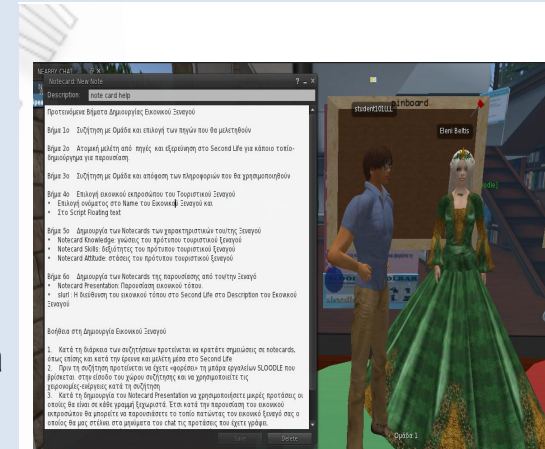 NEARBY CHAT
Notecard: New Note
Description: note card help
Προτεινόμενα Βήματα Δημιουργίας Εικονικού Ξεναγού
Βήμα 1ο Συζήτηση με Ομάδα και επιλογή των πηγών που θα μελετηθούν
Βήμα 2ο Ατομική μελέτη από πηγές και εξερεύνηση στο Second Life για κάποιο τοπίο-
δημιούργημα για παρουσίαση.
Βήμα 3ο Συζήτηση με Ομάδα και απόφαση των πληροφοριών που θα χρησιμοποιηθούν
Βήμα 4ο Επιλογή εικονικού εκπροσώπου του Τουριστικού Ξεναγού
• Επιλογή ονόματος στο Name του Εικονικού Ξεναγού και
• Στο Script Floating text
Βήμα 5ο Δημιουργία των Notecards των χαρακτηριστικών του/της Ξεναγού
• Notecard Knowledge: γνώσεις του πρότυπου τουριστικού ξεναγού
• Notecard Skills: δεξιότητες του πρότυπου τουριστικού ξεναγού
• Notecard Attitude: στάσεις του πρότυπου τουριστικού ξεναγού
Βήμα 6ο Δημιουργία των Notecards της παρουσίασης από τον/την Ξεναγό
• Notecard Presentation: Παρουσίαση εικονικού τόπου.
• slurl : Η διεύθυνση του εικονικού τόπου στο Second Life στο Description του Εικονικού
Ξεναγού
Βοήθεια στη Δημιουργία Εικονικού Ξεναγού
1. Κατά τη διάρκεια των συζητήσεων προτείνεται να κρατάτε σημειώσεις σε notecards,
όπως επίσης και κατά την έρευνα και μελέτη μέσα στο Second Life
2. Πριν τη συζήτηση προτείνεται να έχετε «φορέσει» τη μπάρα εργαλείων SLOODLE που
βρίσκεται στην είσοδο του χώρου συζήτησης και να χρησιμοποιείτε τις
χειρονομίες-ενέργειες κατά τη συζήτηση
3. Κατά τη δημιουργία του Notecard Presentation να χρησιμοποιήσετε μικρές προτάσεις οι
οποίες θα είναι σε κάθε γραμμή ξεχωριστά. Έτσι κατά την παρουσίαση του εικονικού
εκπροσώπου θα μπορείτε να παρουσιάσετε το τόπο πατώντας τον εικονικό ξεναγό σας ο
οποίος θα μας στέλνει στα μηνύματα του chat τις προτάσεις που έχετε γράψει.
Save Delete
student101LLL
pinboard
Eleni Beltis
Ομάδα 1